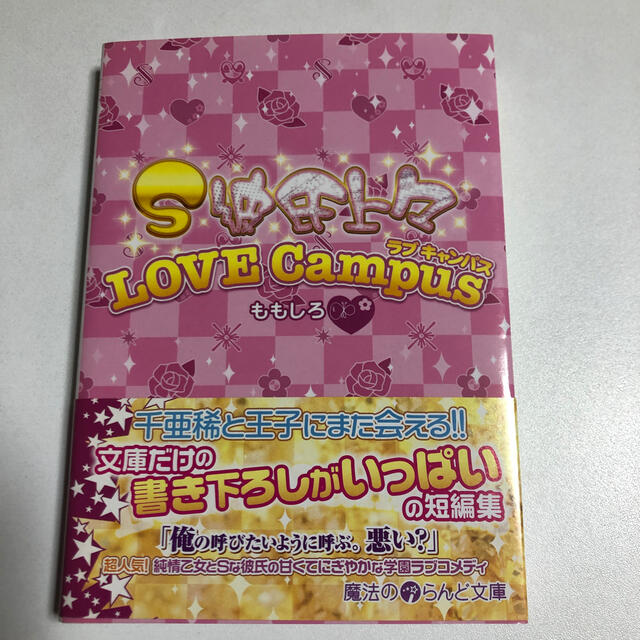 S彼氏上々
ラブ キャンパス
LOVE Campus
ももしろ
千亜稀と王子にまた会える!!
文庫だけの
書き下ろしがいっぱい
の短編集
「俺の呼びたいように呼ぶ。悪い?」
超人気! 純情乙女とSな彼氏の甘くてにぎやかな学園ラブコメディ
魔法のらんど文庫